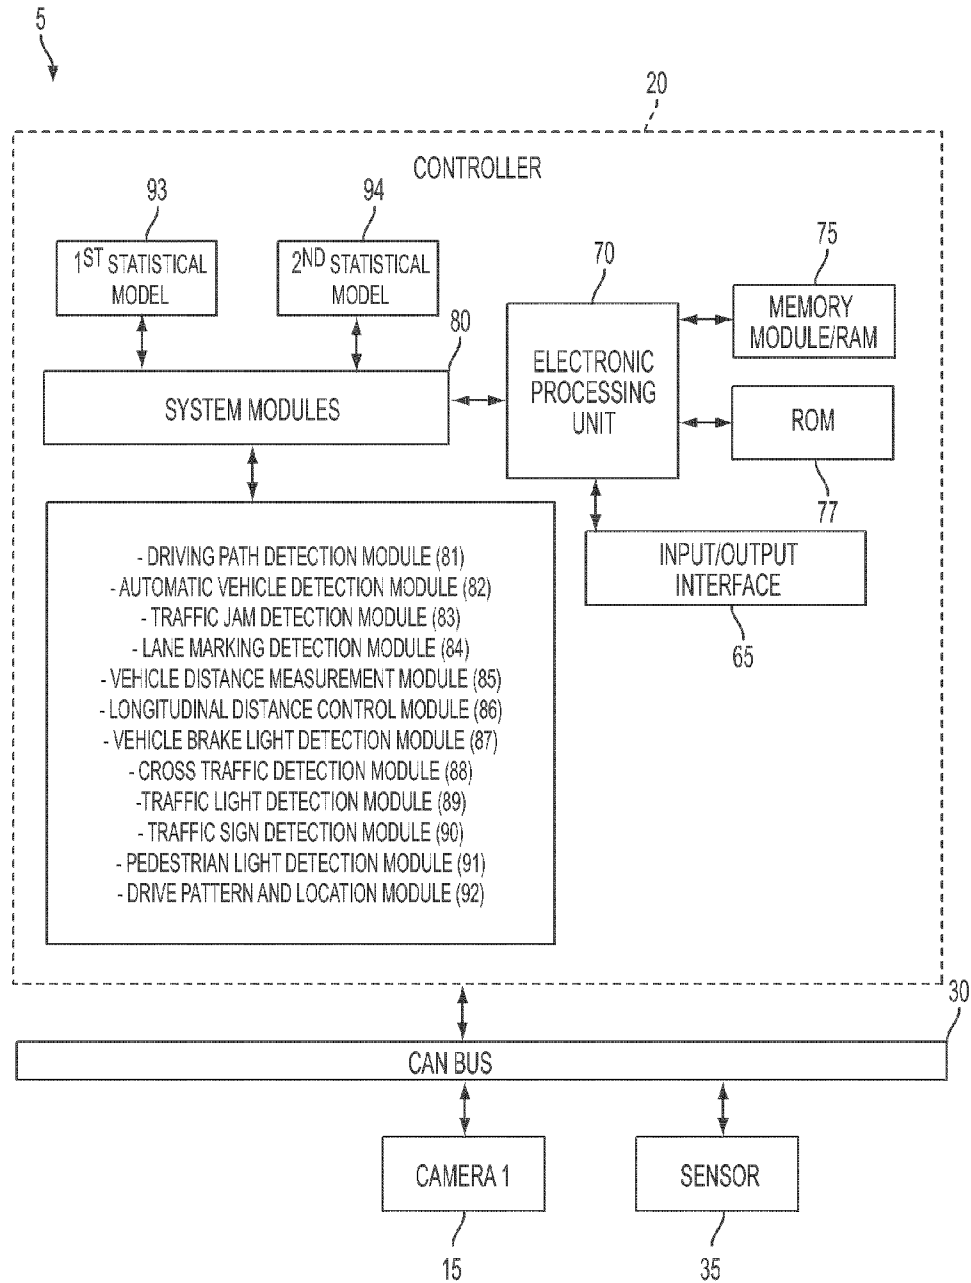 5
20
CONTROLLER
93
94
1ST STATISTICAL
MODEL
2ND STATISTICAL
MODEL
70
75
MEMORY
MODULE/RAM
80
SYSTEM MODULES
ELECTRONIC
PROCESSING
UNIT
ROM
77
INPUT/OUTPUT
INTERFACE
65
- DRIVING PATH DETECTION MODULE (81)
- AUTOMATIC VEHICLE DETECTION MODULE (82)
- TRAFFIC JAM DETECTION MODULE (83)
- LANE MARKING DETECTION MODULE (84)
- VEHICLE DISTANCE MEASUREMENT MODULE (85)
- LONGITUDINAL DISTANCE CONTROL MODULE (86)
- VEHICLE BRAKE LIGHT DETECTION MODULE (87)
- CROSS TRAFFIC DETECTION MODULE (88)
-TRAFFIC LIGHT DETECTION MODULE (89)
- TRAFFIC SIGN DETECTION MODULE (90)
- PEDESTRIAN LIGHT DETECTION MODULE (91)
- DRIVE PATTERN AND LOCATION MODULE (92)
30
CAN BUS
CAMERA 1
SENSOR
15
35